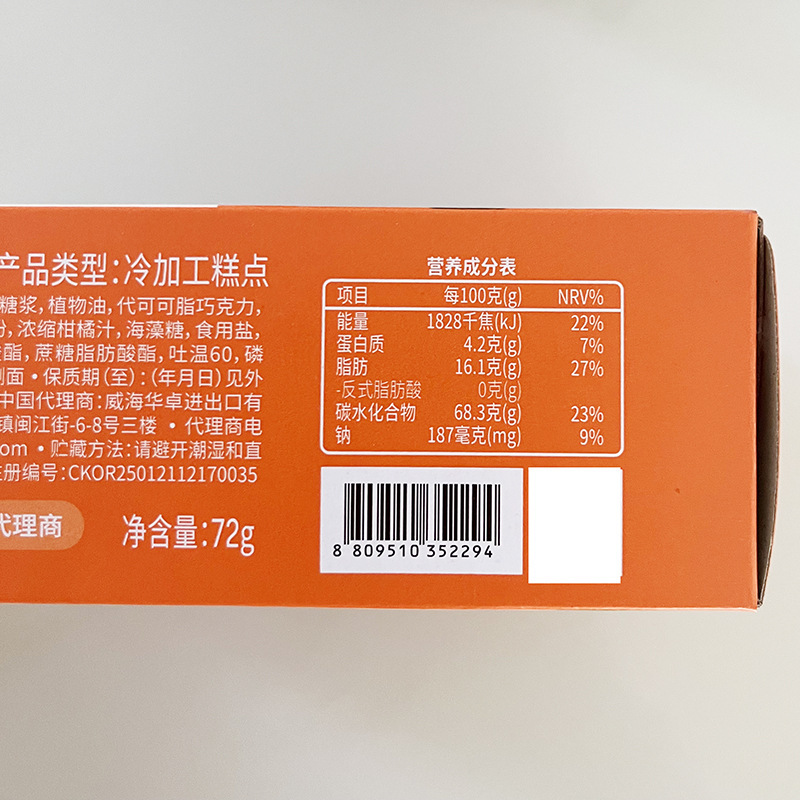 产品类型：冷加工糕点
糖浆，植物油，代可可脂巧克力，
粉，浓缩柑橘汁，海藻糖，食用盐，
酸酯，蔗糖脂肪酸酯，吐温60，磷
侧面·保质期（至）：（年月日）见外
中国代理商：威海华卓进出口有
镇闽江街-6-8号三楼·代理商电
om·贮藏方法：请避开潮湿和直
注册编号：CKOR25012112170035
代理商
净含量：72g
营养成分表
项目 每100克(g) NRV%
能量 1828千焦(kJ) 22%
蛋白质 4.2克(g) 7%
脂肪 16.1克(g) 27%
-反式脂肪酸 0克(g)
碳水化合物 68.3克(g) 23%
钠 187毫克(mg) 9%
8 809510 352294